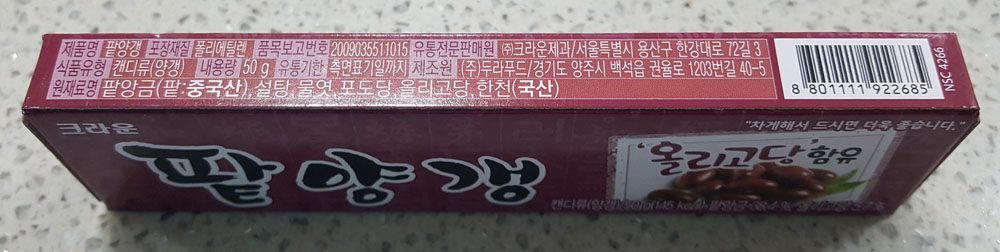 제품명 팥양갱 포장재질 폴리에틸렌 품목보고번호 2009035511015 유통전문판매원 ㈜크라운제과/서울특별시 용산구 한강대로 72길 3
식품유형 캔디류(양갱) 내용량 50 g 유통기한 측면표기일까지 제조원 (주)두라푸드/경기도 양주시 백석읍 권율로 1203번길 40-5
원재료명 팥앙금(팥:중국산), 설탕, 물엿, 포도당, 올리고당, 한천(국산)
8 801111 922685
NSC 4266
크라운
"차게해서 드시면 더욱 좋습니다."
팥양갱
'올리고당' 함유
캔디류(양갱)